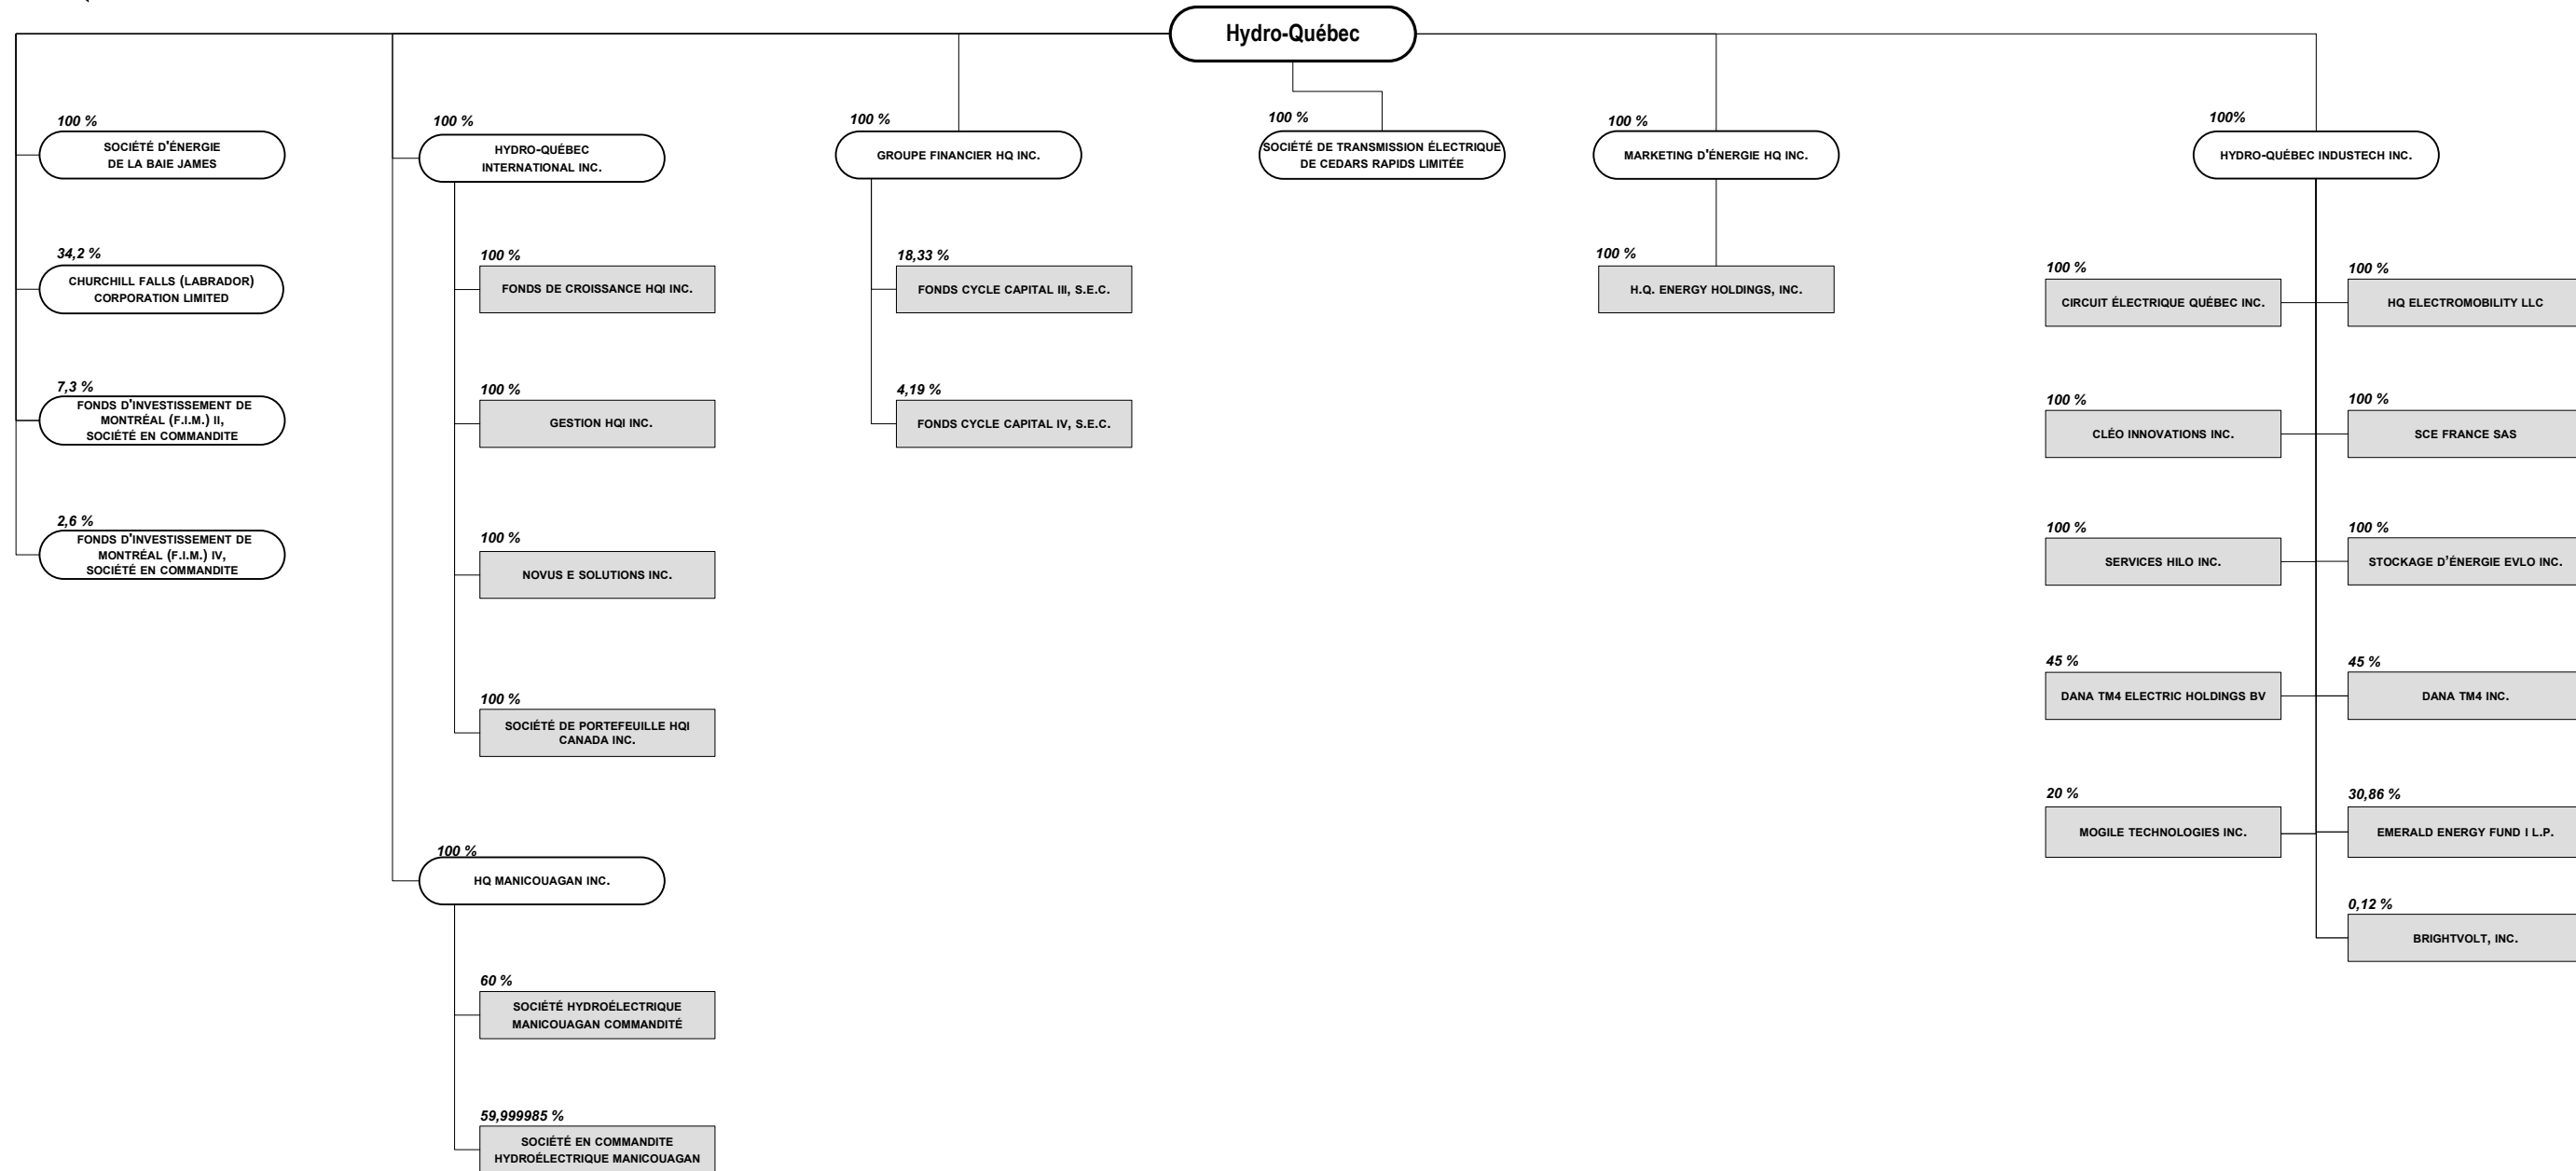 Hydro-Québec
100 %
SOCIÉTÉ D'ÉNERGIE
DE LA BAIE JAMES
34,2 %
CHURCHILL FALLS (LABRADOR)
CORPORATION LIMITED
7,3 %
FONDS D'INVESTISSEMENT DE
MONTRÉAL (F.I.M.) II,
SOCIÉTÉ EN COMMANDITE
2,6 %
FONDS D'INVESTISSEMENT DE
MONTRÉAL (F.I.M.) IV,
SOCIÉTÉ EN COMMANDITE
100 %
HYDRO-QUÉBEC
INTERNATIONAL INC.
100 %
FONDS DE CROISSANCE HQI INC.
100 %
GESTION HQI INC.
100 %
NOVUS E SOLUTIONS INC.
100 %
SOCIÉTÉ DE PORTEFEUILLE HQI
CANADA INC.
100 %
HQ MANICOUAGAN INC.
60 %
SOCIÉTÉ HYDROÉLECTRIQUE
MANICOUAGAN COMMANDITÉ
59,999985 %
SOCIÉTÉ EN COMMANDITE
HYDROÉLECTRIQUE MANICOUAGAN
100 %
GROUPE FINANCIER HQ INC.
18,33 %
FONDS CYCLE CAPITAL III, S.E.C.
4,19 %
FONDS CYCLE CAPITAL IV, S.E.C.
100 %
SOCIÉTÉ DE TRANSMISSION ÉLECTRIQUE
DE CEDARS RAPIDS LIMITÉE
100 %
MARKETING D'ÉNERGIE HQ INC.
100 %
H.Q. ENERGY HOLDINGS, INC.
100%
HYDRO-QUÉBEC INDUSTECH INC.
100 %
CIRCUIT ÉLECTRIQUE QUÉBEC INC.
100 %
HQ ELECTROMOBILITY LLC
100 %
CLÉO INNOVATIONS INC.
100 %
SCE FRANCE SAS
100 %
SERVICES HILO INC.
100 %
STOCKAGE D’ÉNERGIE EVLO INC.
45 %
DANA TM4 ELECTRIC HOLDINGS BV
45 %
DANA TM4 INC.
20 %
MOGILE TECHNOLOGIES INC.
30,86 %
EMERALD ENERGY FUND I L.P.
0,12 %
BRIGHTVOLT, INC.